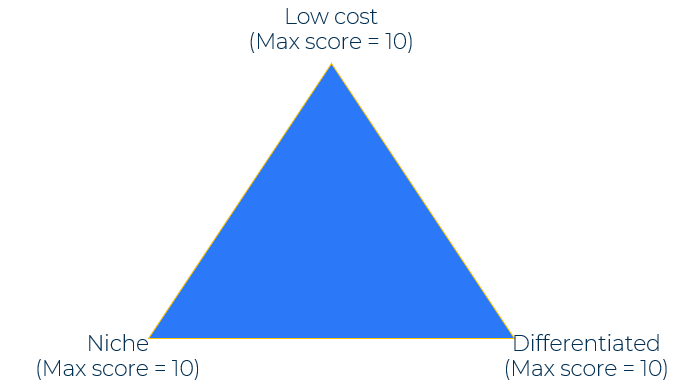 Low cost
(Max score = 10)
Niche
(Max score = 10)
Differentiated
(Max score = 10)